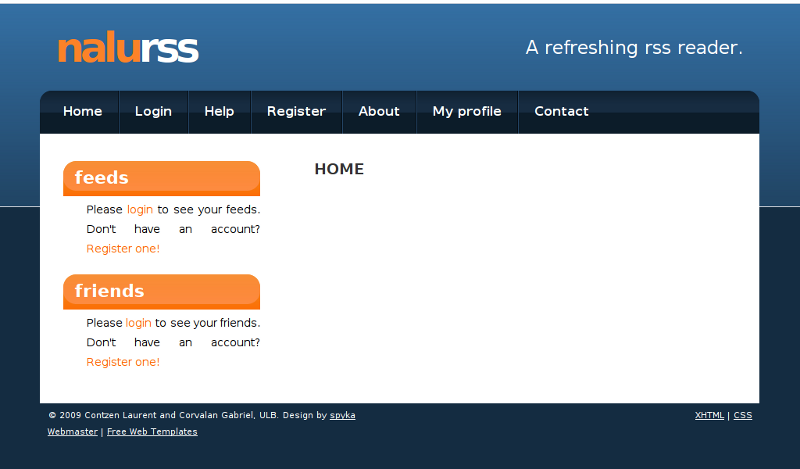 nalurss
A refreshing rss reader.
Home Login Help Register About My profile Contact
feeds
Please login to see your feeds.
Don't have an account?
Register one!
friends
Please login to see your friends.
Don't have an account?
Register one!
HOME
© 2009 Contzen Laurent and Corvalan Gabriel, ULB. Design by spyka
Webmaster | Free Web Templates
XHTML | CSS